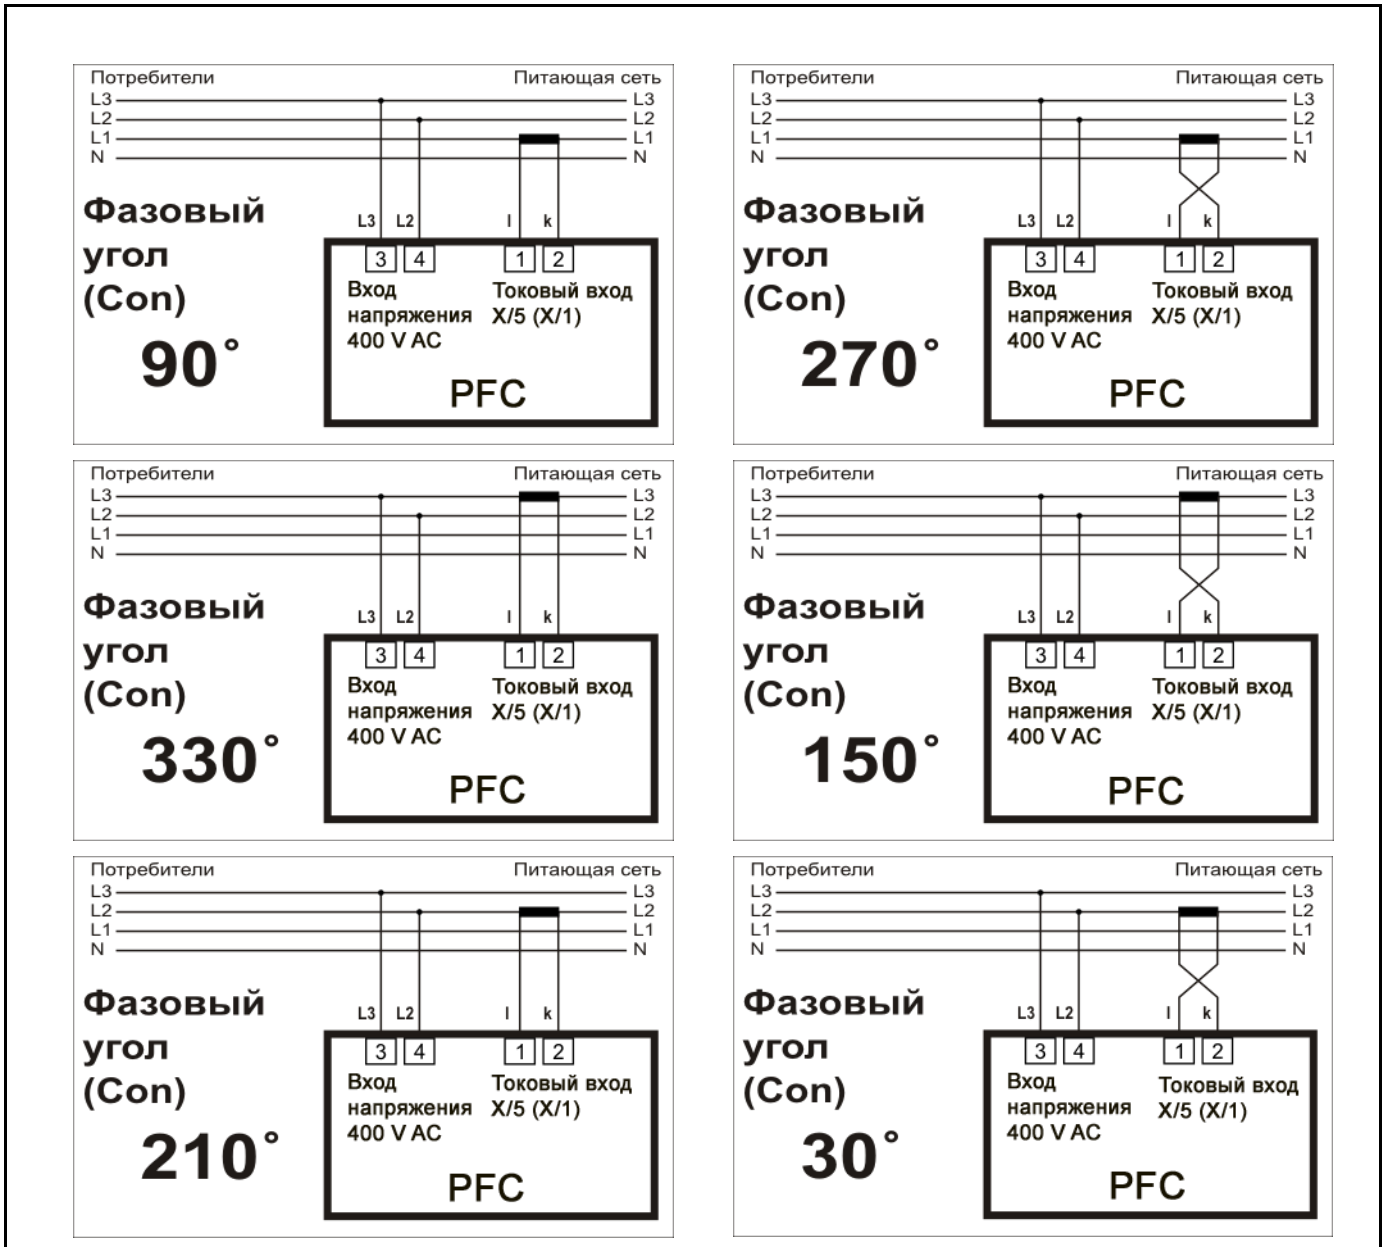 Потребители Питающая сеть
L3 L3
L2 L2
L1 L1
N N
Фазовый
угол
(Con)
90°
L3 L2 l k
3 4 1 2
Вход
напряжения
400 V AC
Токовый вход
X/5 (X/1)
PFC
Потребители Питающая сеть
L3 L3
L2 L2
L1 L1
N N
Фазовый
угол
(Con)
270°
L3 L2 l k
3 4 1 2
Вход
напряжения
400 V AC
Токовый вход
X/5 (X/1)
PFC
Потребители Питающая сеть
L3 L3
L2 L2
L1 L1
N N
Фазовый
угол
(Con)
330°
L3 L2 l k
3 4 1 2
Вход
напряжения
400 V AC
Токовый вход
X/5 (X/1)
PFC
Потребители Питающая сеть
L3 L3
L2 L2
L1 L1
N N
Фазовый
угол
(Con)
150°
L3 L2 l k
3 4 1 2
Вход
напряжения
400 V AC
Токовый вход
X/5 (X/1)
PFC
Потребители Питающая сеть
L3 L3
L2 L2
L1 L1
N N
Фазовый
угол
(Con)
210°
L3 L2 l k
3 4 1 2
Вход
напряжения
400 V AC
Токовый вход
X/5 (X/1)
PFC
Потребители Питающая сеть
L3 L3
L2 L2
L1 L1
N N
Фазовый
угол
(Con)
30°
L3 L2 l k
3 4 1 2
Вход
напряжения
400 V AC
Токовый вход
X/5 (X/1)
PFC